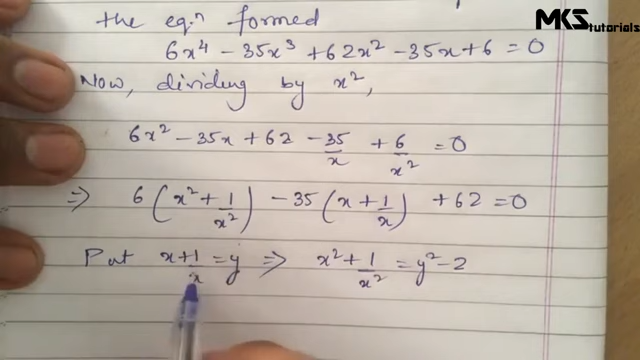 MKS tutorials
the eqⁿ formed
6x⁴ - 35x³ + 62x² - 35x + 6 = 0
Now, dividing by x²,
6x² - 35x + 62 - 35/x + 6/x² = 0
⇒ 6(x² + 1/x²) - 35(x + 1/x) + 62 = 0
Put x + 1/x = y ⇒ x² + 1/x² = y² - 2